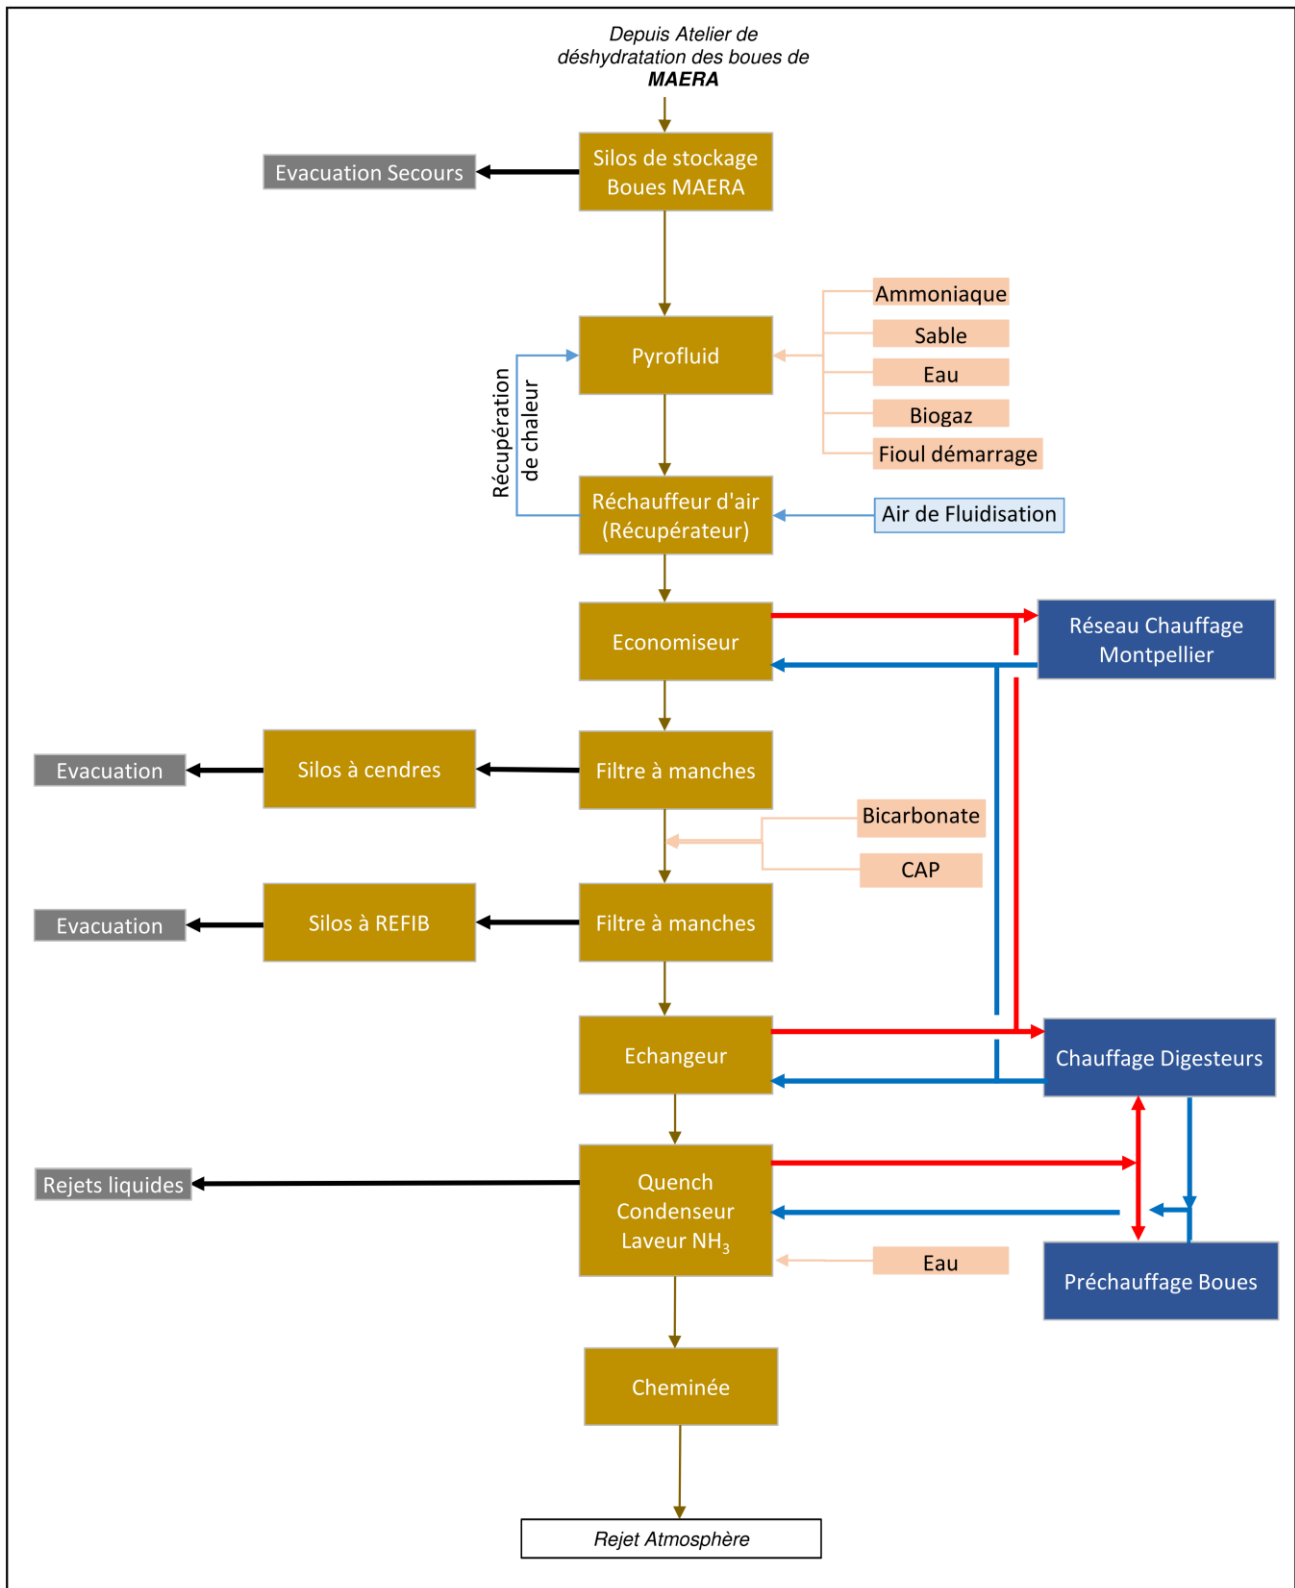 Depuis Atelier de
déshydratation des boues de
MAERA
Silos de stockage
Boues MAERA
Evacuation Secours
Ammoniaque
Sable
Pyrofluid
Eau
Biogaz
Fioul démarrage
Récupération
de chaleur
Réchauffeur d'air
(Récupérateur)
Air de Fluidisation
Economiseur
Réseau Chauffage
Montpellier
Evacuation
Silos à cendres
Filtre à manches
Bicarbonate
CAP
Evacuation
Silos à REFIB
Filtre à manches
Echangeur
Chauffage Digesteurs
Rejets liquides
Quench
Condenseur
Laveur NH₃
Eau
Préchauffage Boues
Cheminée
Rejet Atmosphère